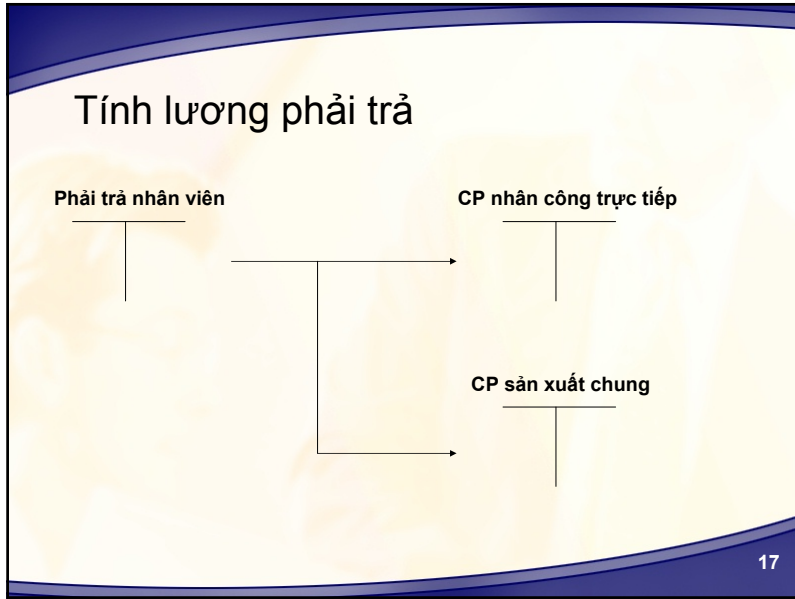 Tính lương phải trả
Phải trả nhân viên
CP nhân công trực tiếp
CP sản xuất chung
17